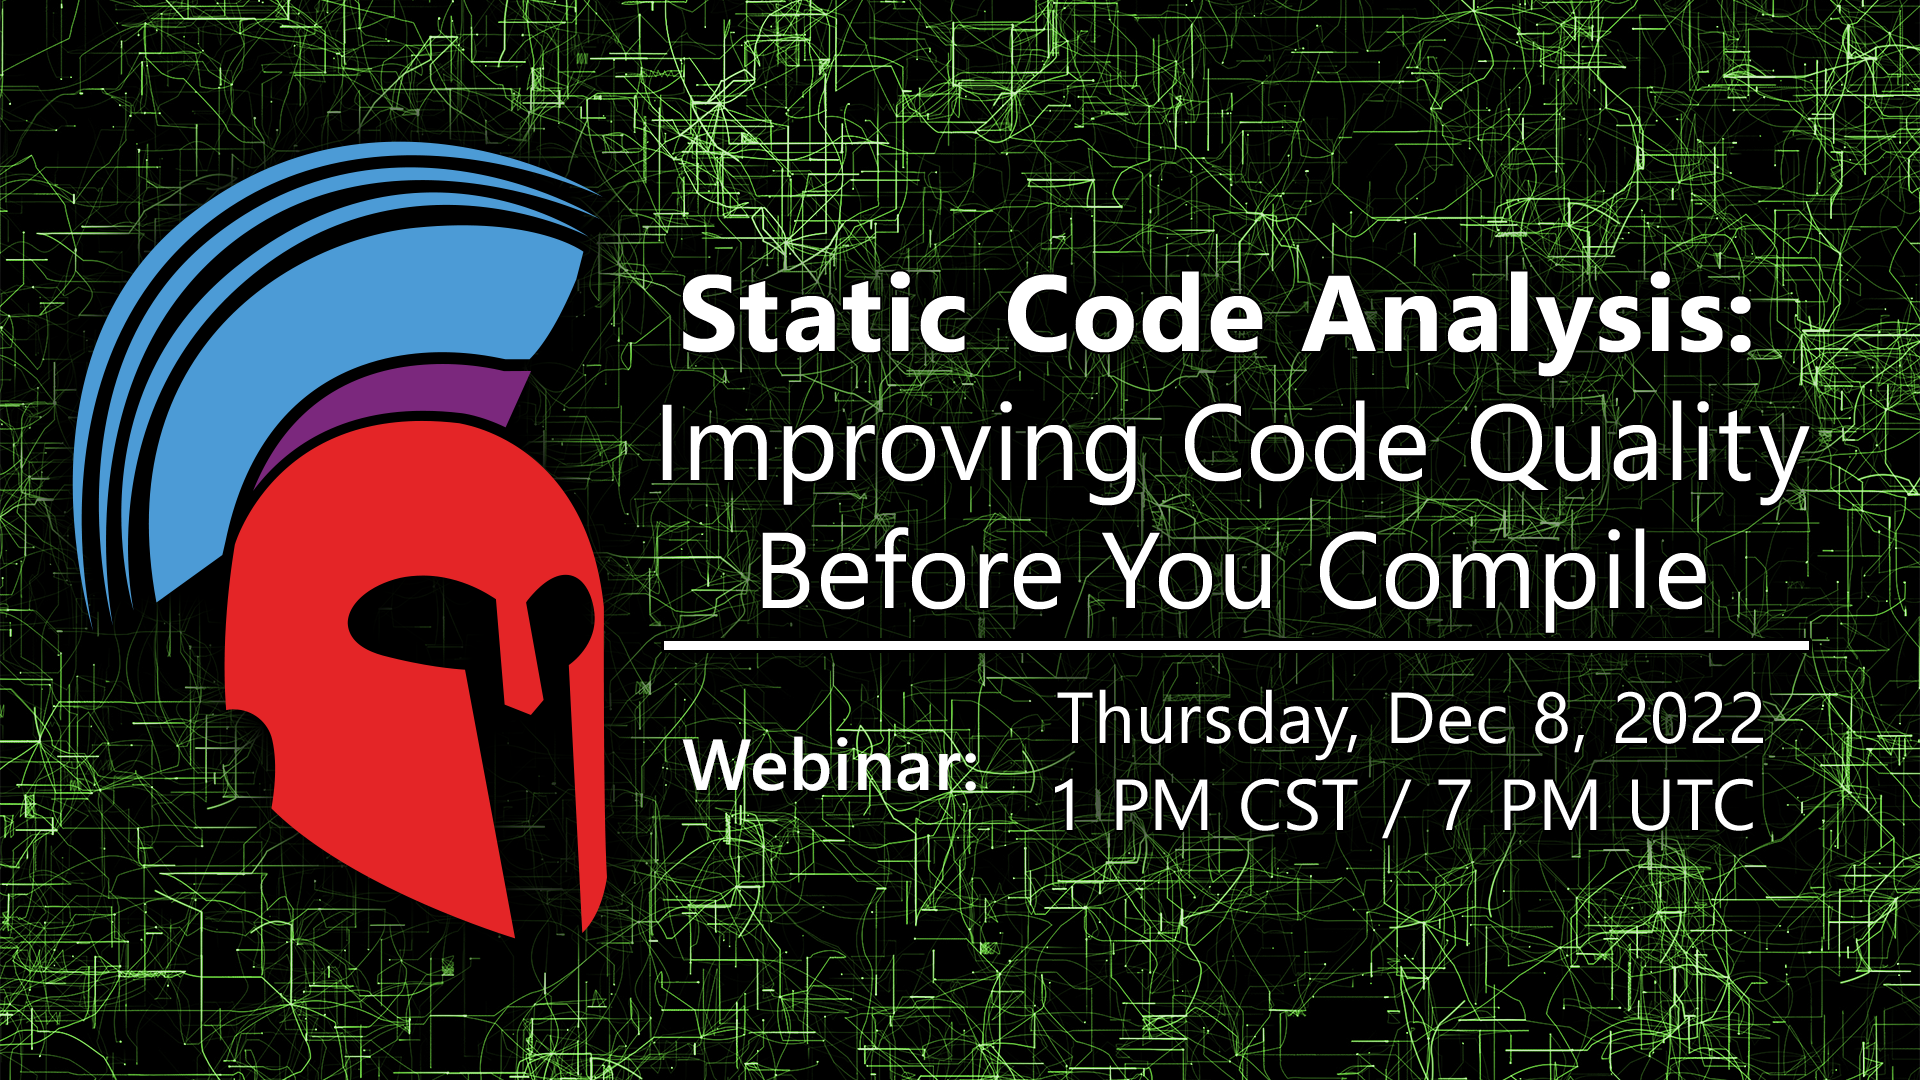 Static Code Analysis:
Improving Code Quality
Before You Compile
Webinar:
Thursday, Dec 8, 2022
1 PM CST / 7 PM UTC